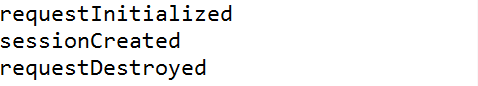 requestInitialized
sessionCreated
requestDestroyed